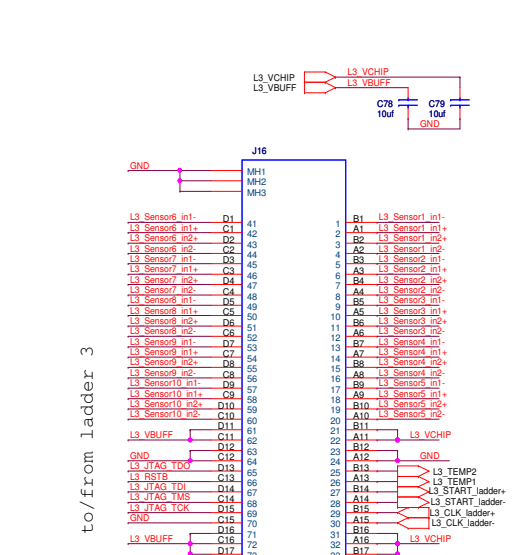 L3_VCHIP L3_VCHIP
L3_VBUFF L3_VBUFF
C78 C79
10uf 10uf
GND
J16
GND MH1
MH2
MH3
L3_Sensor6_in1- D1 41 1 B1 L3_Sensor1_in1-
L3_Sensor6_in1+ C1 42 2 A1 L3_Sensor1_in1+
L3_Sensor6_in2+ D2 43 3 B2 L3_Sensor1_in2+
L3_Sensor6_in2- C2 44 4 A2 L3_Sensor1_in2-
L3_Sensor7_in1- D3 45 5 B3 L3_Sensor2_in1-
L3_Sensor7_in1+ C3 46 6 A3 L3_Sensor2_in1+
L3_Sensor7_in2+ D4 47 7 B4 L3_Sensor2_in2+
L3_Sensor7_in2- C4 48 8 A4 L3_Sensor2_in2-
L3_Sensor8_in1- D5 49 9 B5 L3_Sensor3_in1-
L3_Sensor8_in1+ C5 50 10 A5 L3_Sensor3_in1+
L3_Sensor8_in2+ D6 51 11 B6 L3_Sensor3_in2+
L3_Sensor8_in2- C6 52 12 A6 L3_Sensor3_in2-
L3_Sensor9_in1- D7 53 13 B7 L3_Sensor4_in1-
L3_Sensor9_in1+ C7 54 14 A7 L3_Sensor4_in1+
L3_Sensor9_in2+ D8 55 15 B8 L3_Sensor4_in2+
L3_Sensor9_in2- C8 56 16 A8 L3_Sensor4_in2-
L3_Sensor10_in1- D9 57 17 B9 L3_Sensor5_in1-
L3_Sensor10_in1+ C9 58 18 A9 L3_Sensor5_in1+
L3_Sensor10_in2+ D10 59 19 B10 L3_Sensor5_in2+
L3_Sensor10_in2- C10 60 20 A10 L3_Sensor5_in2-
D11 61 21 B11
L3_VBUFF C11 62 22 A11 L3_VCHIP
D12 63 23 B12
GND C12 64 24 A12 GND
L3_JTAG_TDO D13 65 25 B13 L3_TEMP2
L3_RSTB C13 66 26 A13 L3_TEMP1
L3_JTAG_TDI D14 67 27 B14 L3_START_ladder+
L3_JTAG_TMS C14 68 28 A14 L3_START_ladder-
L3_JTAG_TCK D15 69 29 B15 L3_CLK_ladder+
GND C15 70 30 A15 L3_CLK_ladder-
D16 71 31 B16
L3_VBUFF C16 72 32 A16 L3_VCHIP
D17 B17
to/from ladder 3